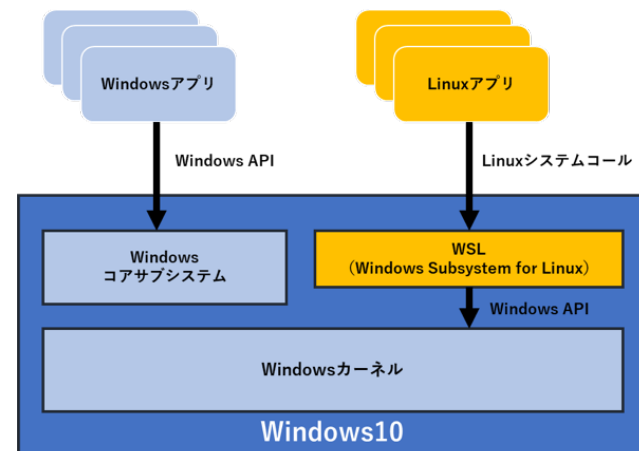 Windowsアプリ
Linuxアプリ
Windows API
Linuxシステムコール
Windows
コアサブシステム
WSL
（Windows Subsystem for Linux）
Windows API
Windowsカーネル
Windows10